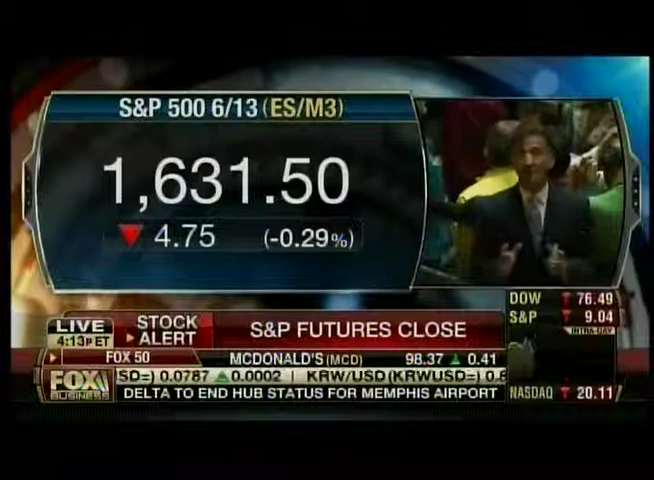 S&P 500 6/13 (ES/M3)
1,631.50
▼ 4.75 (-0.29%)
DOW ▼ 76.49
S&P ▼ 9.04
INTRA-DAY
LIVE
4:13P ET
STOCK
ALERT
S&P FUTURES CLOSE
FOX 50
MCDONALD'S (MCD) 98.37 ▲ 0.41
SD=) 0.0787 ▲0.0002 | KRW/USD (KRWUSD=)
FOX
BUSINESS
DELTA TO END HUB STATUS FOR MEMPHIS AIRPORT
NASDAQ ▼ 20.11